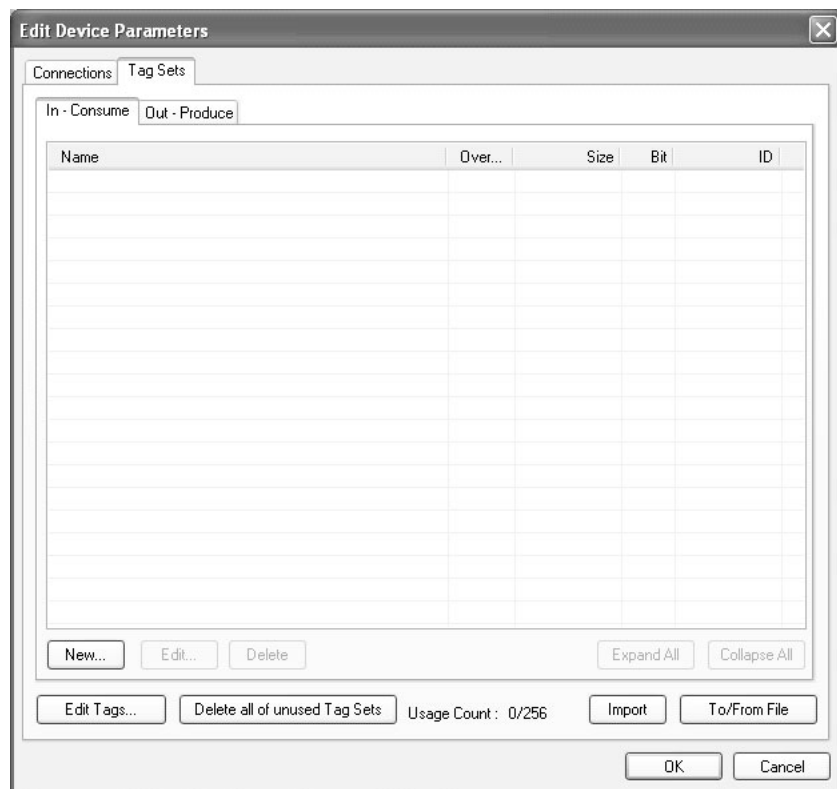 Edit Device Parameters
Connections Tag Sets
In - Consume Out - Produce
Name Over... Size Bit ID
New... Edit... Delete Expand All Collapse All
Edit Tags... Delete all of unused Tag Sets Usage Count : 0/256 Import To/From File
OK Cancel